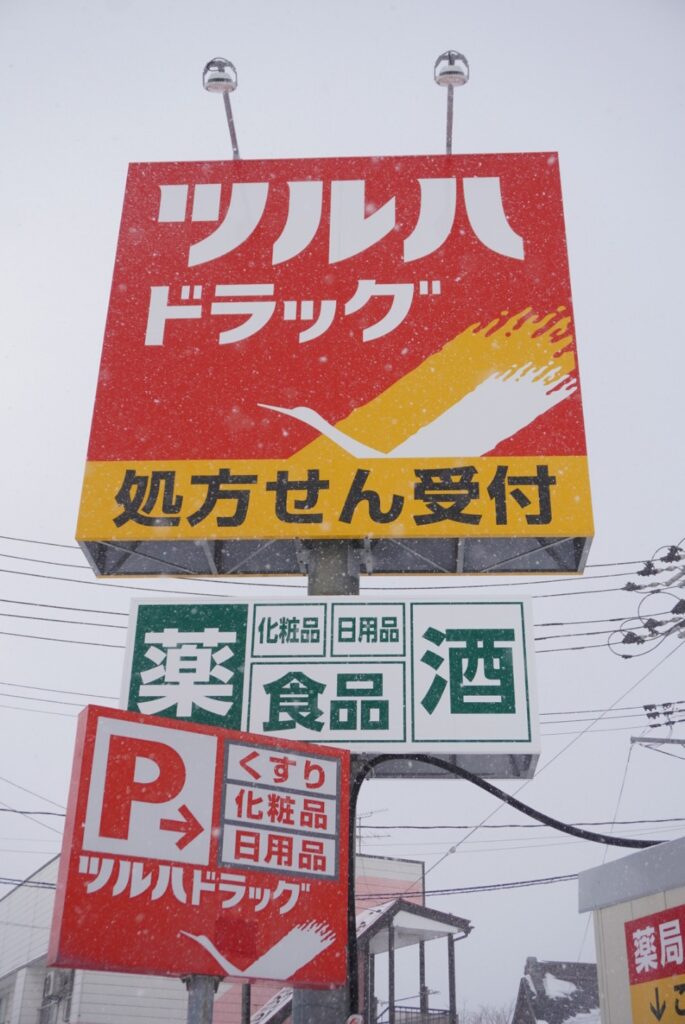 ツルハ
ドラッグ
処方せん受付
薬
化粧品
日用品
食品
酒
P→
くすり
化粧品
日用品
ツルハドラッグ
薬局
↓